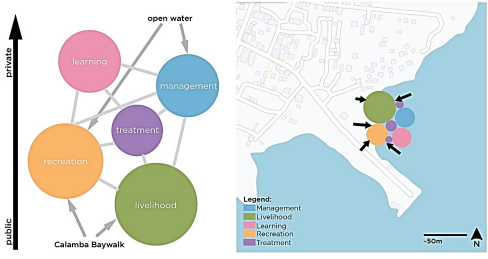 open water
private
learning
management
treatment
recreation
livelihood
public
Calamba Baywalk
Legend:
Management
Livelihood
Learning
Recreation
Treatment
~50m
N